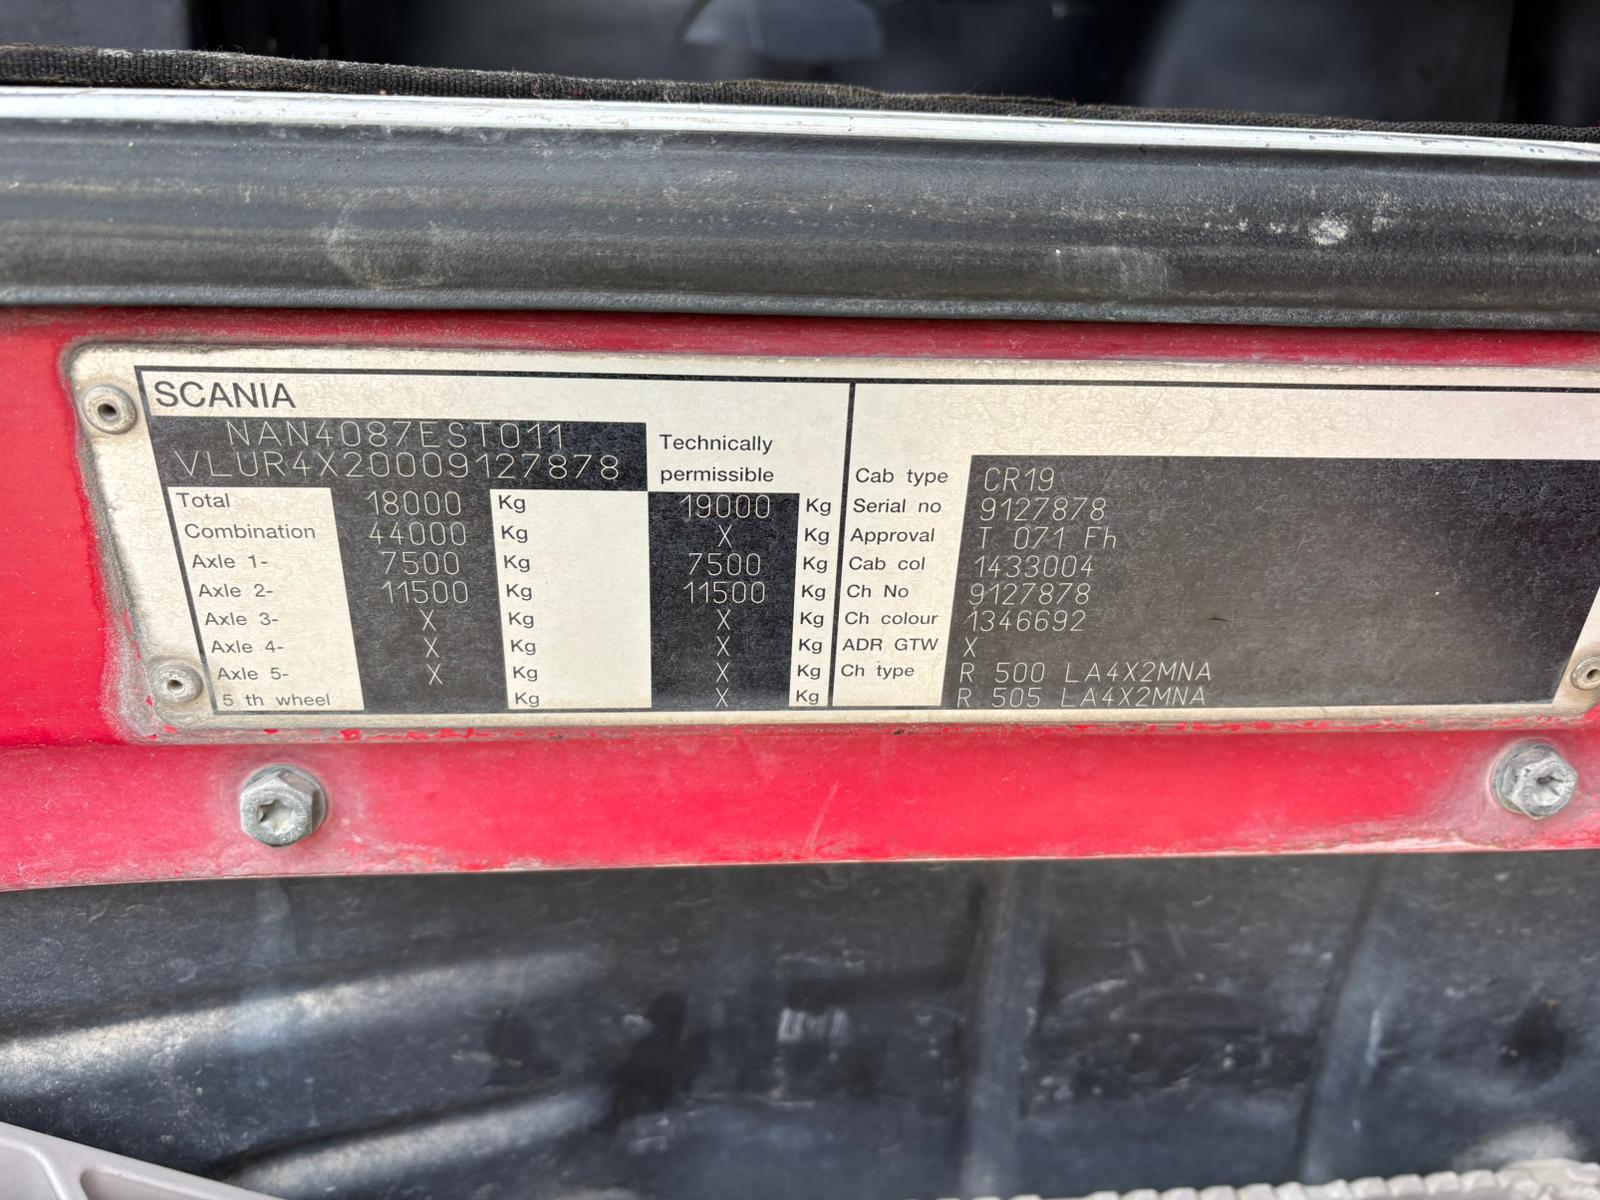 SCANIA
NAN4087EST011
VLUR4X20009127878
Technically
permissible
Total 18000 Kg 19000 Kg
Combination 44000 Kg X Kg
Axle 1- 7500 Kg 7500 Kg
Axle 2- 11500 Kg 11500 Kg
Axle 3- X Kg X Kg
Axle 4- X Kg X Kg
Axle 5- X Kg X Kg
5 th wheel Kg X Kg
Cab type CR19
Serial no 9127878
Approval T 071 Fh
Cab col 1433004
Ch No 9127878
Ch colour 1346692
ADR GTW X
Ch type R 500 LA4X2MNA
R 505 LA4X2MNA